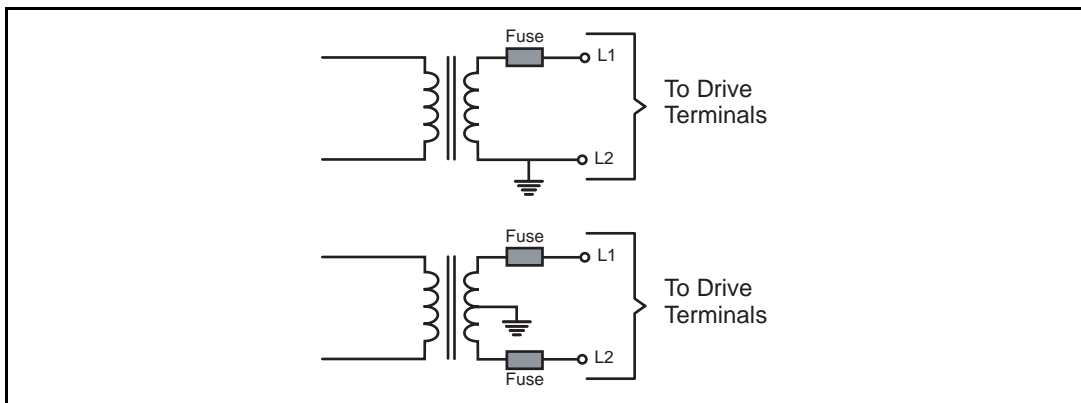 Fuse
L1
To Drive
Terminals
L2
Fuse
L1
To Drive
Terminals
L2
Fuse